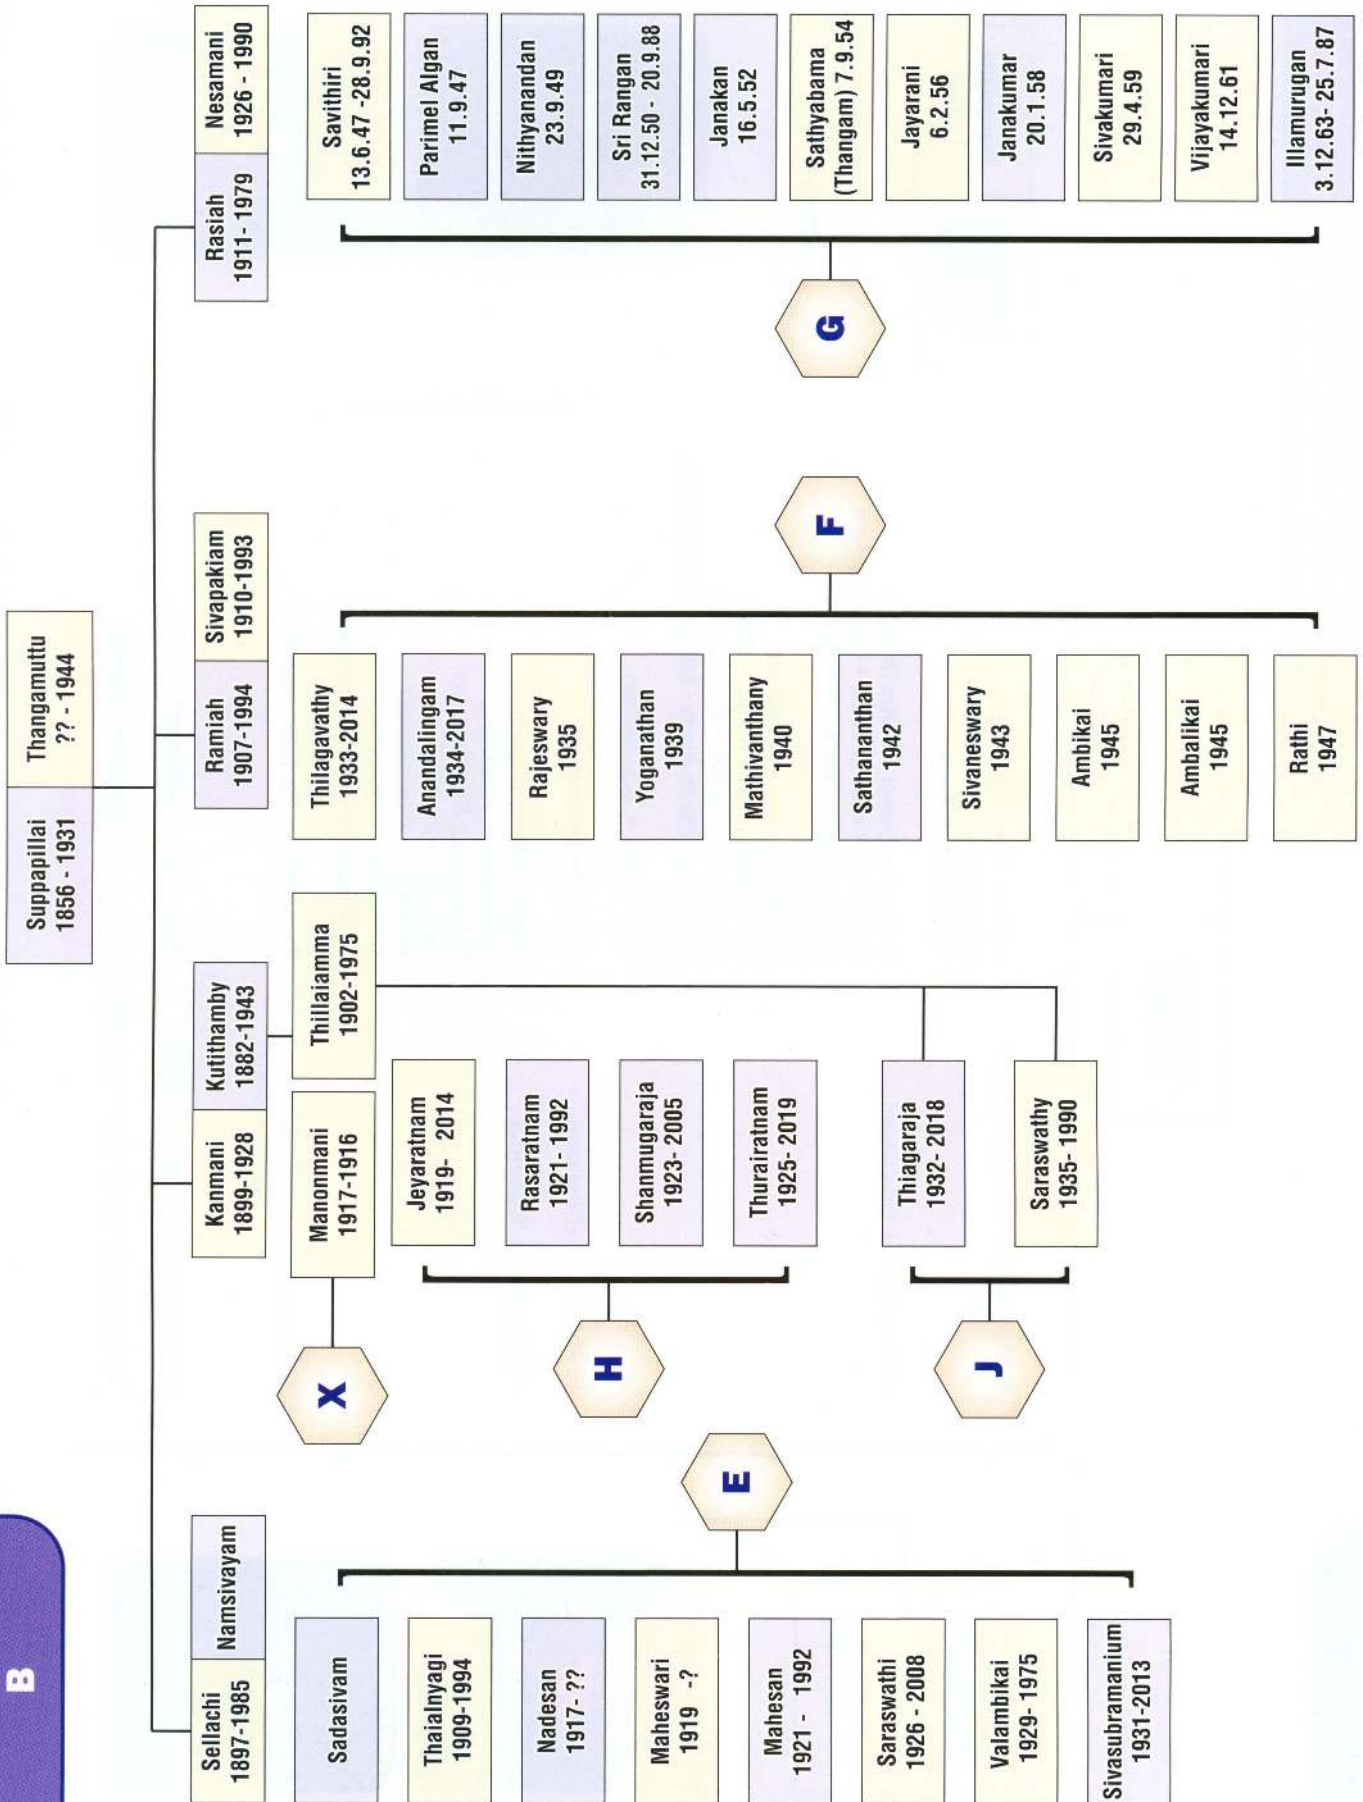 B
Suppapillai
1856 - 1931
Thangamuttu
?? - 1944
Sellachi
1897-1985
Namsivayam
Kanmani
1899-1928
Kutithamby
1882-1943
Ramiah
1907-1994
Sivapakiam
1910-1993
Rasiah
1911- 1979
Nesamani
1926 - 1990
Sadasivam
Thaialnyagi
1909-1994
Nadesan
1917- ??
Maheswari
1919 -?
Mahesan
1921 - 1992
Saraswathi
1926 - 2008
Valambikai
1929- 1975
Sivasubramanium
1931-2013
E
X
Manonmani
1917-1916
Thillaiamma
1902-1975
Jeyaratnam
1919- 2014
Rasaratnam
1921- 1992
Shanmugaraja
1923- 2005
Thurairatnam
1925- 2019
H
Thiagaraja
1932- 2018
Saraswathy
1935- 1990
J
Thilagavathy
1933-2014
Anandalingam
1934-2017
Rajeswary
1935
Yoganathan
1939
Mathivanthany
1940
Sathananthan
1942
Sivaneswary
1943
Ambikai
1945
Ambalikai
1945
Rathi
1947
F
G
Savithiri
13.6.47 -28.9.92
Parimel Algan
11.9.47
Nithyanandan
23.9.49
Sri Rangan
31.12.50 - 20.9.88
Janakan
16.5.52
Sathyabama
(Thangam) 7.9.54
Jayarani
6.2.56
Janakumar
20.1.58
Sivakumari
29.4.59
Vijayakumari
14.12.61
Illamurugan
3.12.63- 25.7.87